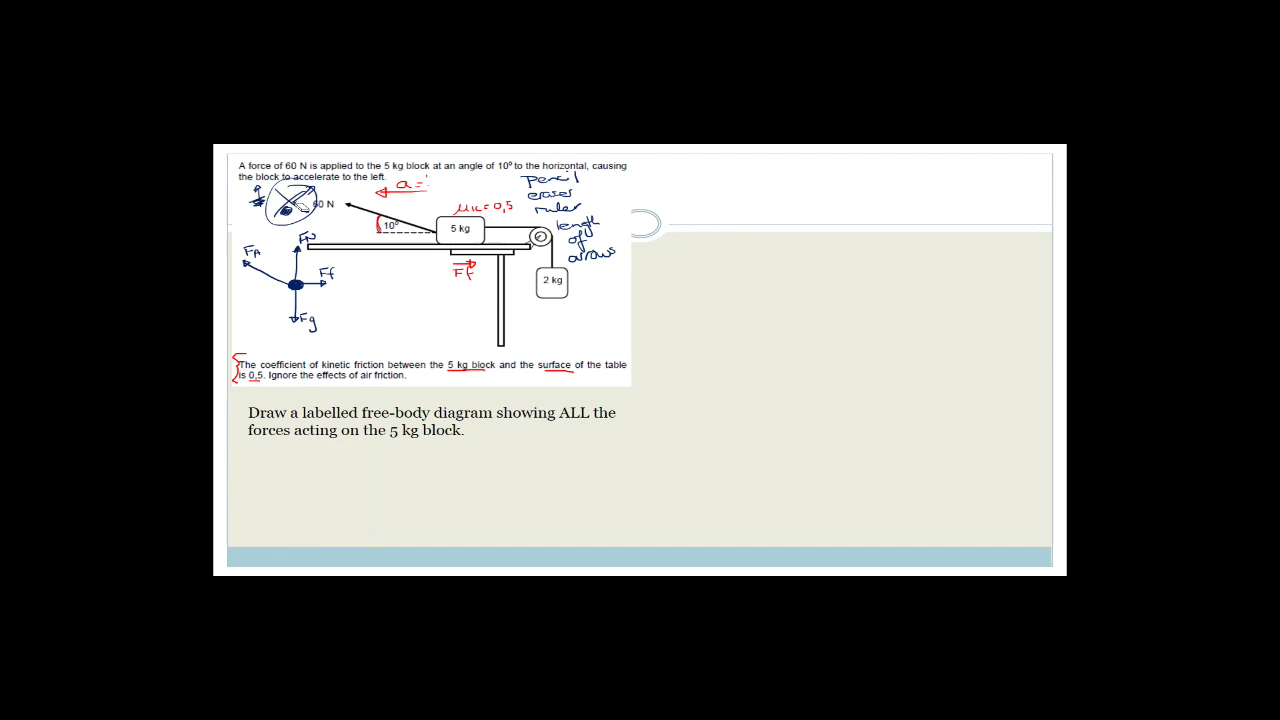 A force of 60 N is applied to the 5 kg block at an angle of 10⁰ to the horizontal, causing
the block to accelerate to the left.
a =
pencil
eraser
ruler
length
of
arrows
60 N
μk = 0,5
10⁰
5 kg
FN
FA
Ff
Fg
Ff
2 kg
The coefficient of kinetic friction between the 5 kg block and the surface of the table
is 0,5. Ignore the effects of air friction.
Draw a labelled free-body diagram showing ALL the
forces acting on the 5 kg block.